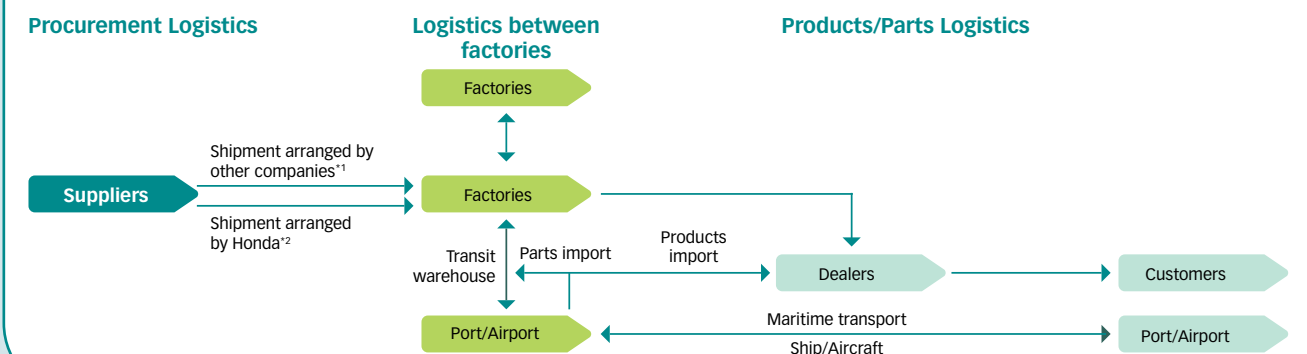 Procurement Logistics
Logistics between
factories
Products/Parts Logistics
Factories
Shipment arranged by
other companies*1
Suppliers
Factories
Shipment arranged
by Honda*2
Transit
warehouse
Parts import
Products
import
Dealers
Customers
Port/Airport
Maritime transport
Ship/Aircraft
Port/Airport